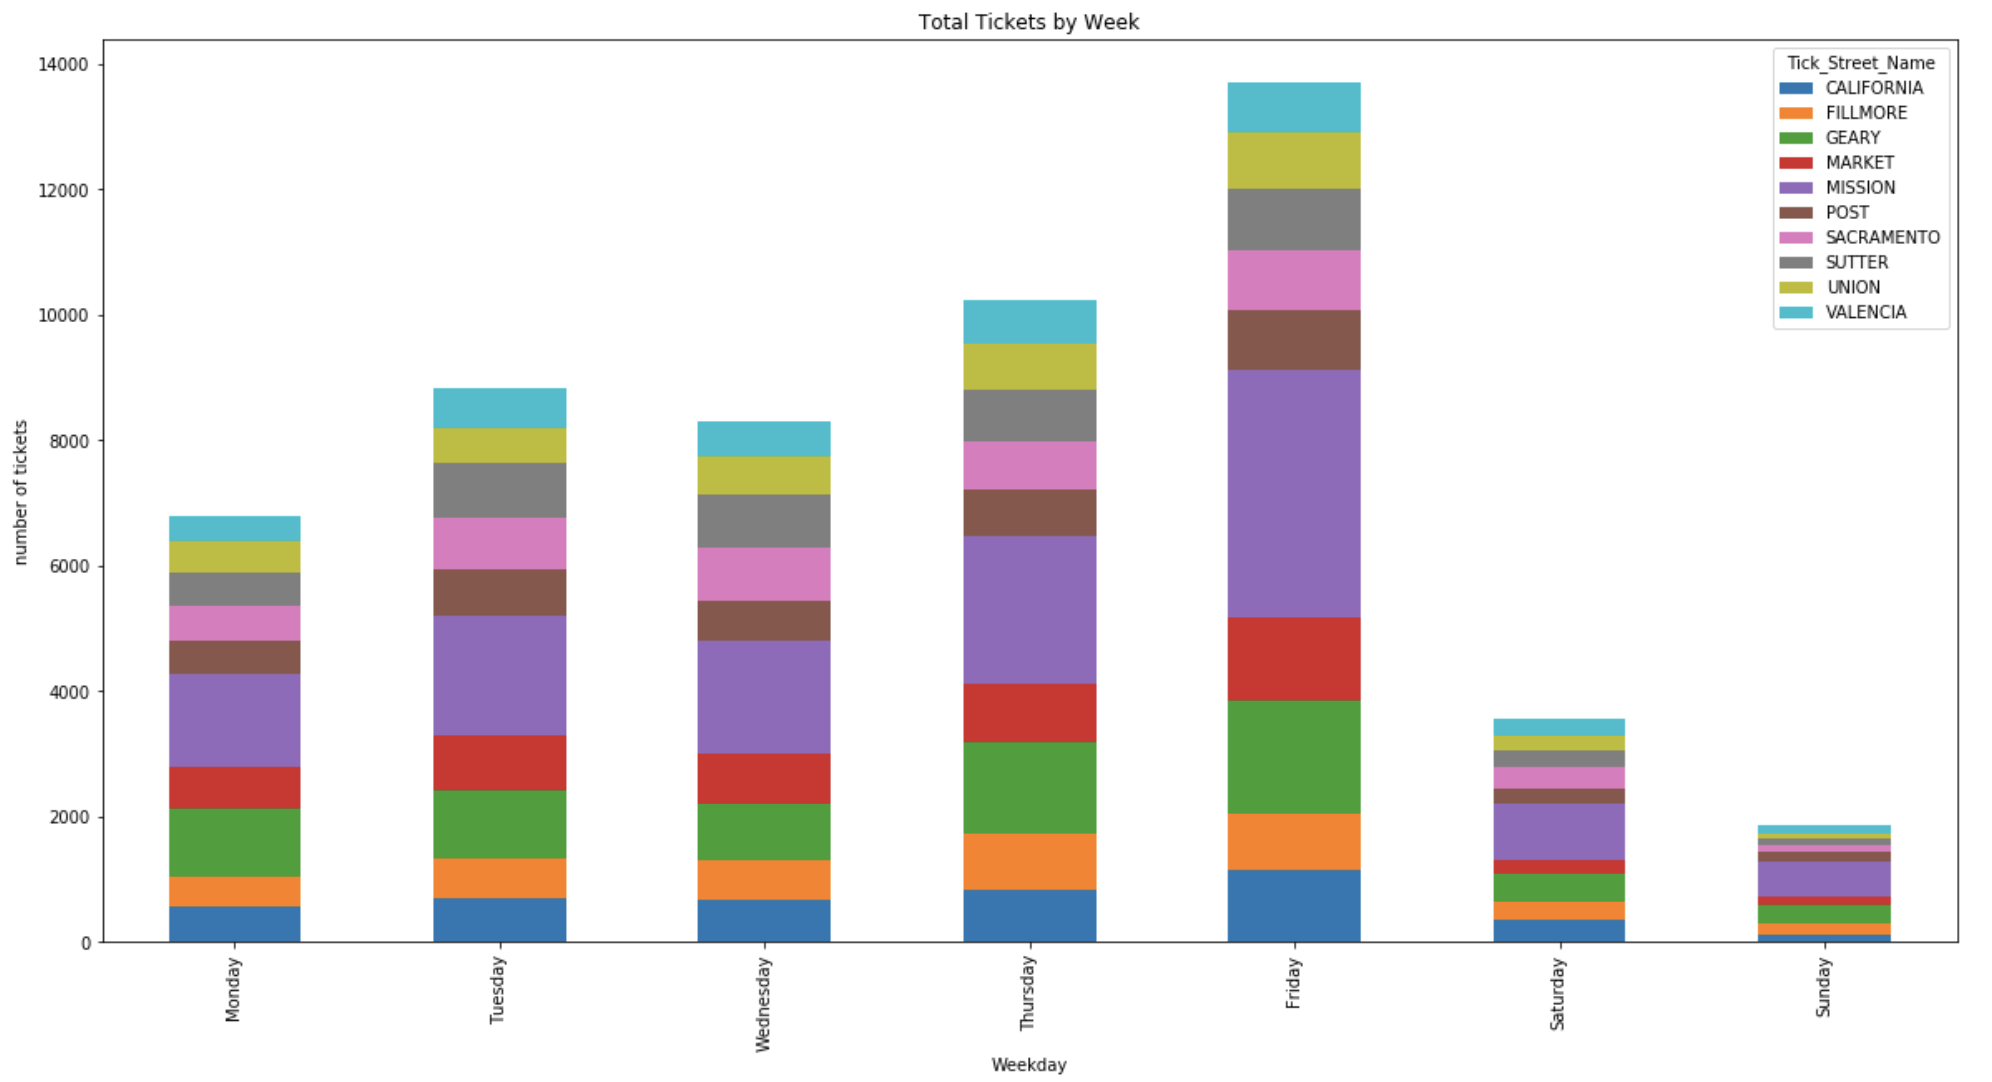 Total Tickets by Week
14000
12000
10000
8000
6000
4000
2000
0
number of tickets
Tick_Street_Name
CALIFORNIA
FILLMORE
GEARY
MARKET
MISSION
POST
SACRAMENTO
SUTTER
UNION
VALENCIA
Monday
Tuesday
Wednesday
Thursday
Friday
Saturday
Sunday
Weekday